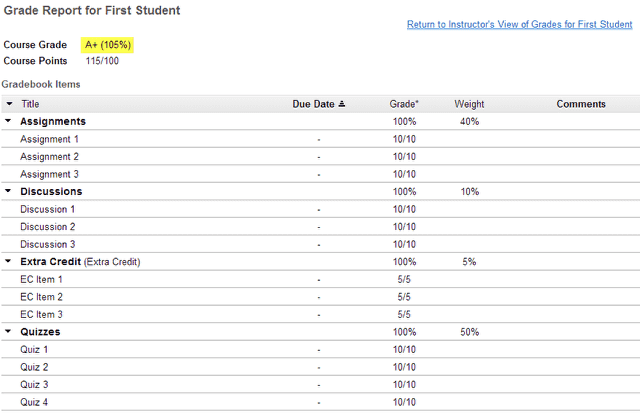 Grade Report for First Student
Return to Instructor's View of Grades for First Student
Course Grade A+ (105%)
Course Points 115/100
Gradebook Items
Title Due Date Grade* Weight Comments
Assignments 100% 40%
Assignment 1 - 10/10
Assignment 2 - 10/10
Assignment 3 - 10/10
Discussions 100% 10%
Discussion 1 - 10/10
Discussion 2 - 10/10
Discussion 3 - 10/10
Extra Credit (Extra Credit) 100% 5%
EC Item 1 - 5/5
EC Item 2 - 5/5
EC Item 3 - 5/5
Quizzes 100% 50%
Quiz 1 - 10/10
Quiz 2 - 10/10
Quiz 3 - 10/10
Quiz 4 - 10/10